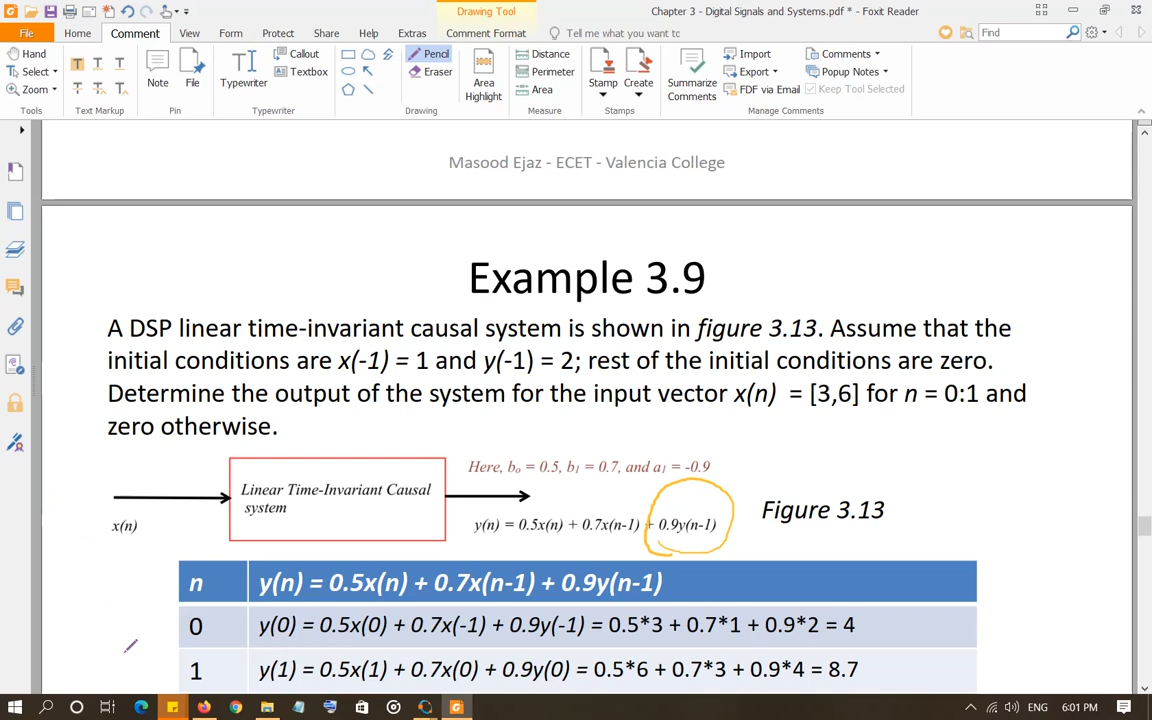 Drawing Tool
Chapter 3 - Digital Signals and Systems.pdf * - Foxit Reader
File Home Comment View Form Protect Share Help Extras Comment Format Tell me what you want to do Find
Hand Callout Pencil Distance Import Comments
Select Textbox Eraser Perimeter Export Popup Notes
Zoom Note File Typewriter Area Highlight Area Stamp Create Summarize Comments FDF via Email Keep Tool Selected
Tools Text Markup Pin Typewriter Drawing Measure Stamps Manage Comments
Masood Ejaz - ECET - Valencia College
Example 3.9
A DSP linear time-invariant causal system is shown in figure 3.13. Assume that the
initial conditions are x(-1) = 1 and y(-1) = 2; rest of the initial conditions are zero.
Determine the output of the system for the input vector x(n) = [3,6] for n = 0:1 and
zero otherwise.
Here, bo = 0.5, b1 = 0.7, and a1 = -0.9
Linear Time-Invariant Causal
system
Figure 3.13
x(n)
y(n) = 0.5x(n) + 0.7x(n-1) + 0.9y(n-1)
n y(n) = 0.5x(n) + 0.7x(n-1) + 0.9y(n-1)
0 y(0) = 0.5x(0) + 0.7x(-1) + 0.9y(-1) = 0.5*3 + 0.7*1 + 0.9*2 = 4
1 y(1) = 0.5x(1) + 0.7x(0) + 0.9y(0) = 0.5*6 + 0.7*3 + 0.9*4 = 8.7
ENG 6:01 PM